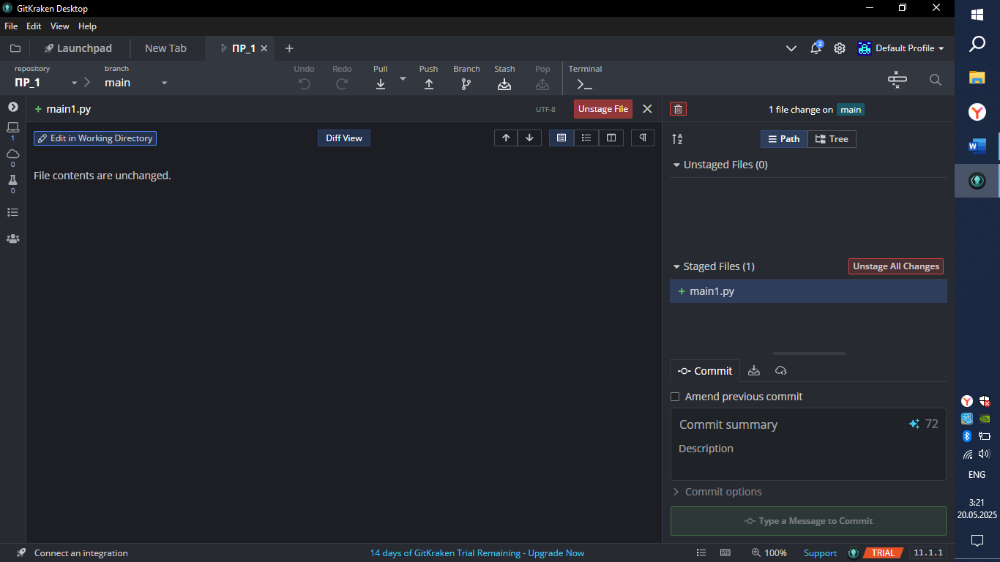 GitKraken Desktop
File Edit View Help
Launchpad New Tab ПР_1 2 Default Profile
repository branch Undo Redo Pull Push Branch Stash Pop Terminal
ПР_1 main
+ main1.py UTF-8 Unstage File
1 file change on main
1
0
0
Edit in Working Directory Diff View
Path Tree
File contents are unchanged.
Unstaged Files (0)
Staged Files (1) Unstage All Changes
+ main1.py
Commit
Amend previous commit
Commit summary 72
Description
Commit options
Type a Message to Commit
Connect an integration 14 days of GitKraken Trial Remaining - Upgrade Now 100% Support TRIAL 11.1.1
ENG
3:21
20.05.2025